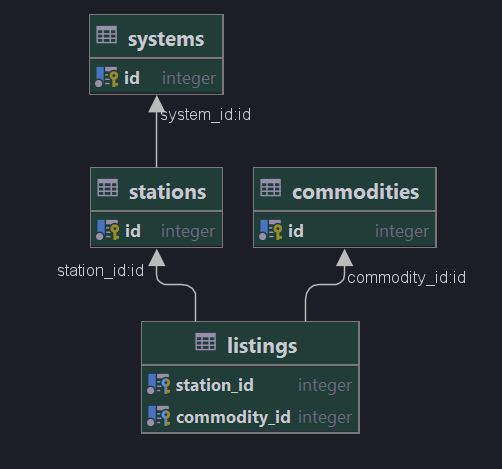 systems
id integer
system_id:id
stations
id integer
commodities
id integer
station_id:id
commodity_id:id
listings
station_id integer
commodity_id integer